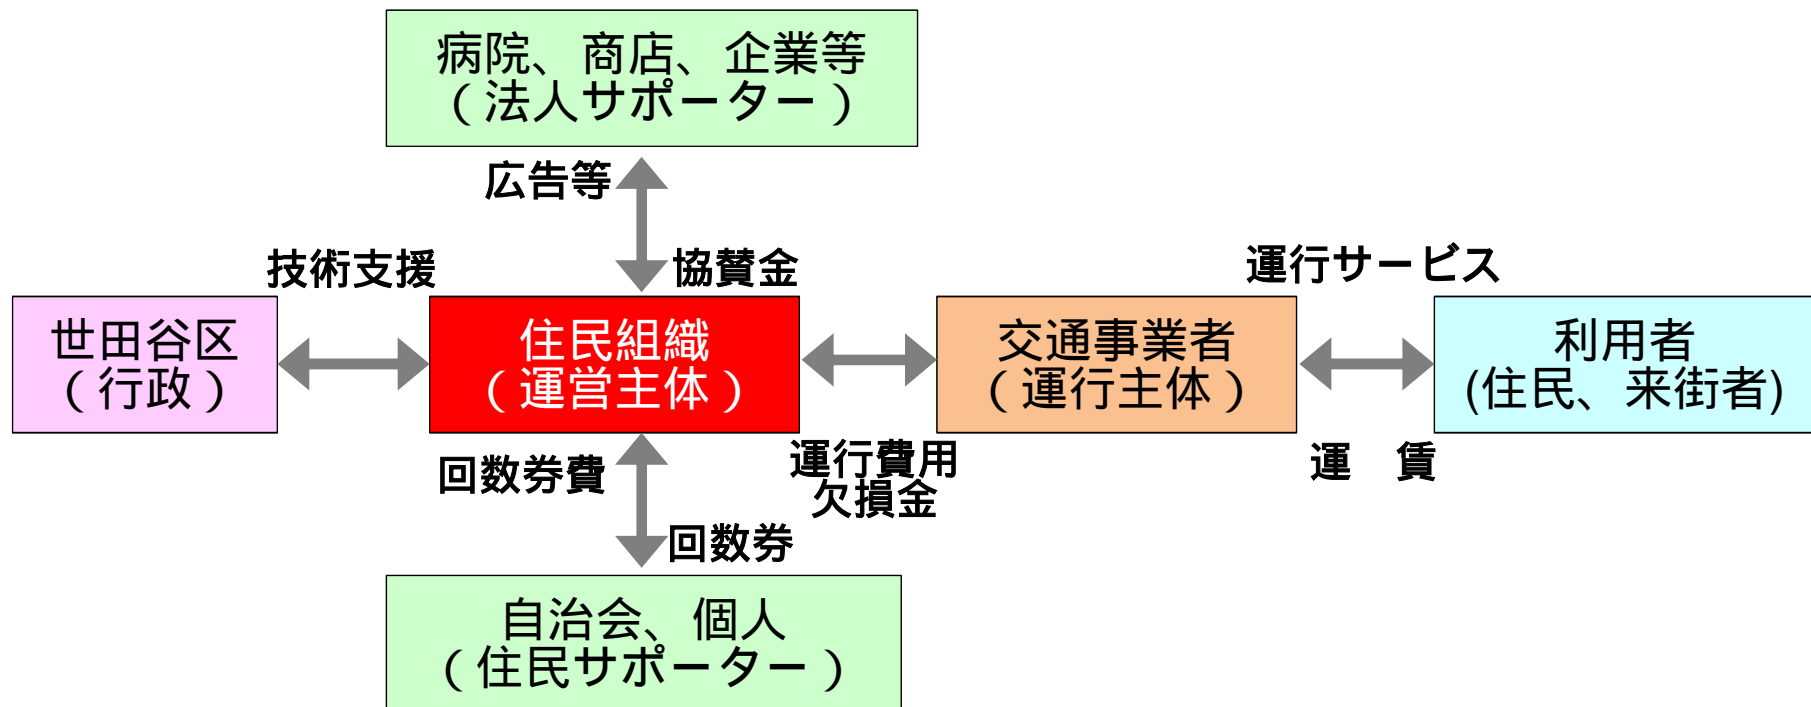 病院、商店、企業等
（法人サポーター）
広告等
協賛金
技術支援
運行サービス
世田谷区
（行政）
住民組織
（運営主体）
交通事業者
（運行主体）
利用者
(住民、来街者)
回数券費
運行費用
欠損金
運　賃
回数券
自治会、個人
（住民サポーター）